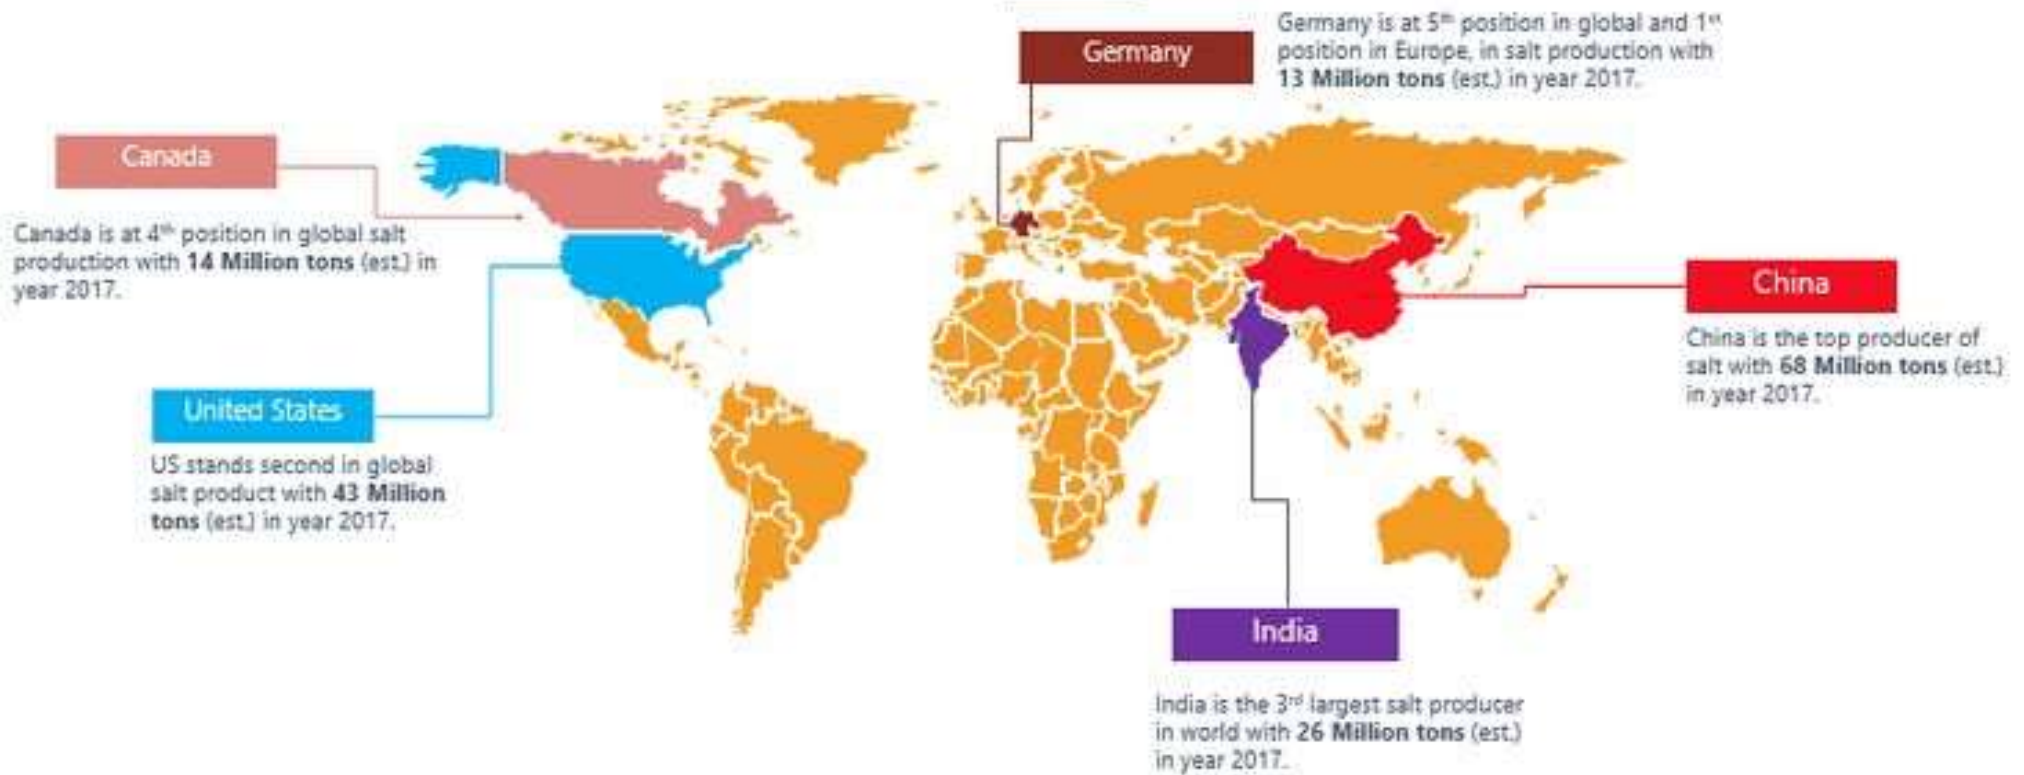 Germany
Germany is at 5th position in global and 1st
position in Europe, in salt production with
13 Million tons (est.) in year 2017.
Canada
Canada is at 4th position in global salt
production with 14 Million tons (est.) in
year 2017.
China
China is the top producer of
salt with 68 Million tons (est.)
in year 2017.
United States
US stands second in global
salt product with 43 Million
tons (est.) in year 2017.
India
India is the 3rd largest salt producer
in world with 26 Million tons (est.)
in year 2017.